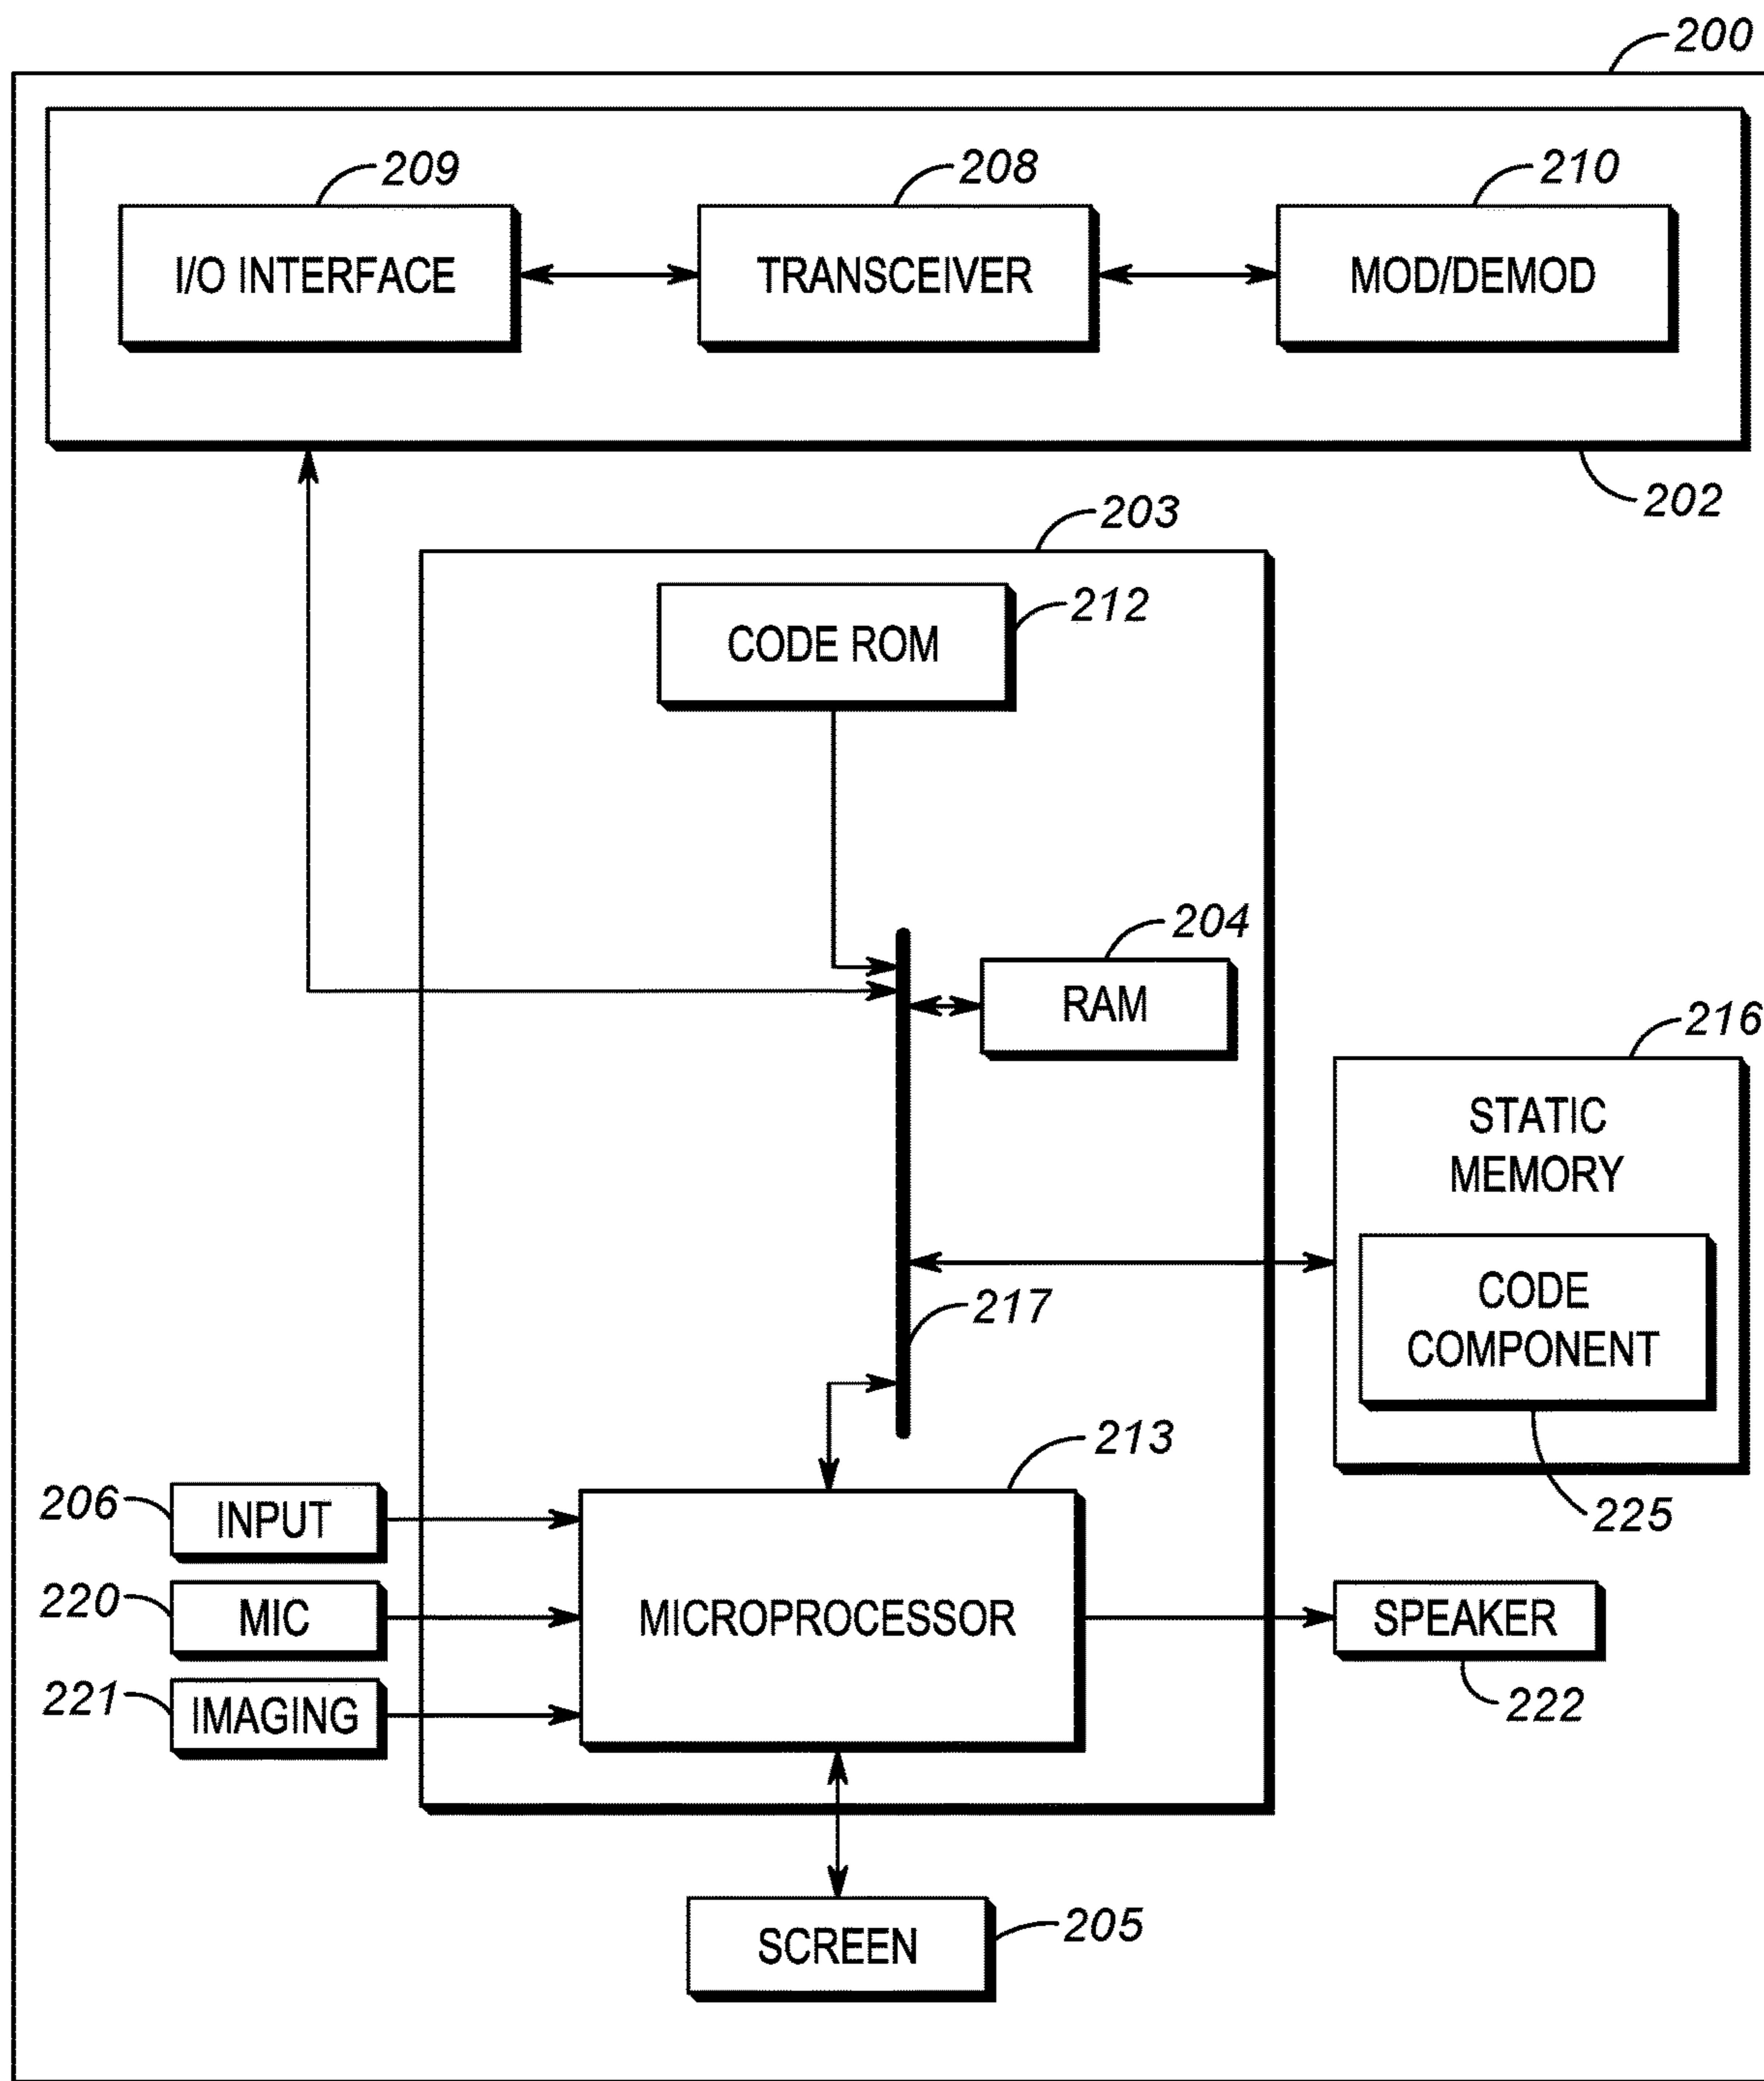 200
209
208
210
I/O INTERFACE
TRANSCEIVER
MOD/DEMOD
202
203
212
CODE ROM
204
RAM
216
STATIC
MEMORY
CODE
COMPONENT
217
213
225
206
INPUT
220
MIC
MICROPROCESSOR
SPEAKER
221
IMAGING
222
SCREEN
205